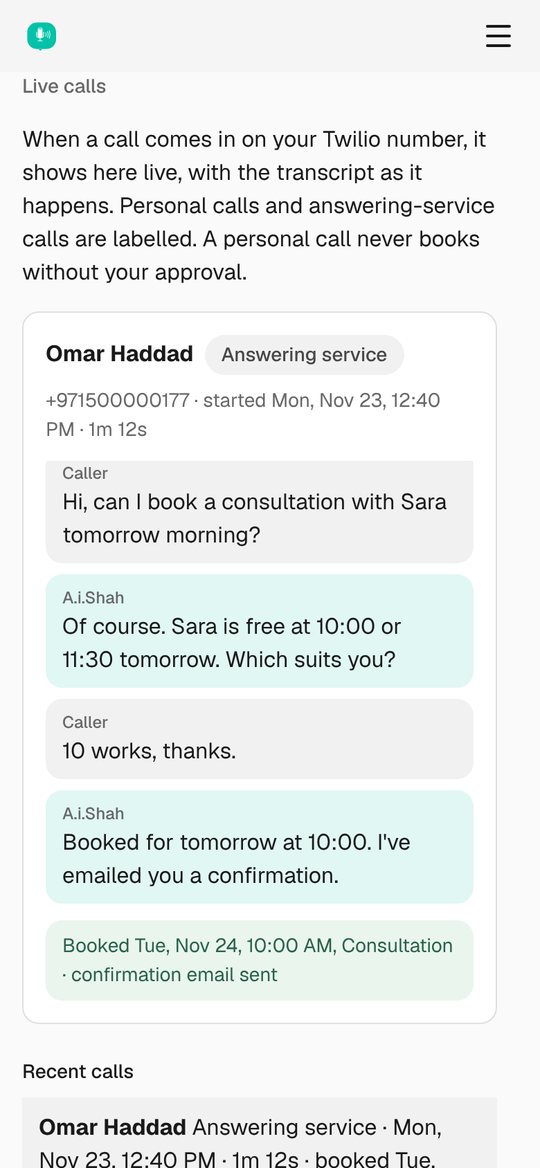 Live calls
When a call comes in on your Twilio number, it
shows here live, with the transcript as it
happens. Personal calls and answering-service
calls are labelled. A personal call never books
without your approval.
Omar Haddad Answering service
+971500000177 · started Mon, Nov 23, 12:40
PM · 1m 12s
Caller
Hi, can I book a consultation with Sara
tomorrow morning?
A.i.Shah
Of course. Sara is free at 10:00 or
11:30 tomorrow. Which suits you?
Caller
10 works, thanks.
A.i.Shah
Booked for tomorrow at 10:00. I've
emailed you a confirmation.
Booked Tue, Nov 24, 10:00 AM, Consultation
· confirmation email sent
Recent calls
Omar Haddad Answering service · Mon,
Nov 23, 12:40 PM · 1m 12s · booked Tue,